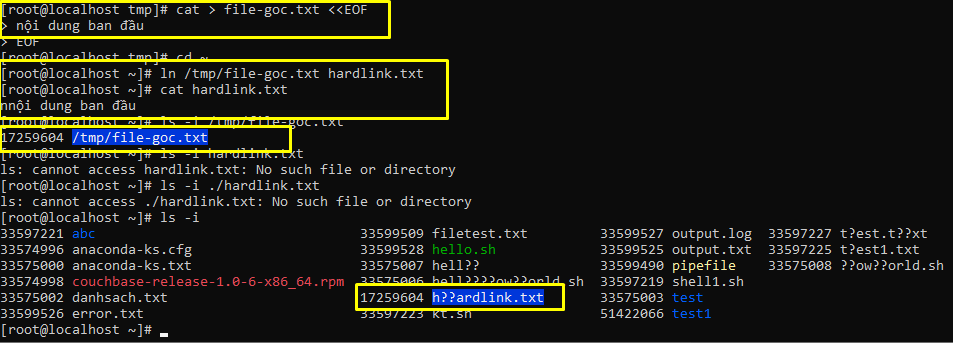 [root@localhost tmp]# cat > file-goc.txt <<EOF
> nội dung ban đầu
> EOF
[root@localhost tmp]# cd ~
[root@localhost ~]# ln /tmp/file-goc.txt hardlink.txt
[root@localhost ~]# cat hardlink.txt
nnội dung ban đầu
[root@localhost ~]# ls -i /tmp/file-goc.txt
17259604 /tmp/file-goc.txt
[root@localhost ~]# ls -i hardlink.txt
ls: cannot access hardlink.txt: No such file or directory
[root@localhost ~]# ls -i ./hardlink.txt
ls: cannot access ./hardlink.txt: No such file or directory
[root@localhost ~]# ls -i
33597221 abc 33599509 filetest.txt 33599527 output.log 33597227 t?est.t??xt
33574996 anaconda-ks.cfg 33599528 hello.sh 33599525 output.txt 33597225 t?est1.txt
33575000 anaconda-ks.txt 33575007 hell?? 33599490 pipefile 33575008 ??ow??orld.sh
33574998 couchbase-release-1.0-6-x86_64.rpm 33575006 hell????ow??orld.sh 33597219 shell1.sh
33575002 danhsach.txt 17259604 h??ardlink.txt 33575003 test
33599526 error.txt 33597223 kt.sh 51422066 test1
[root@localhost ~]#